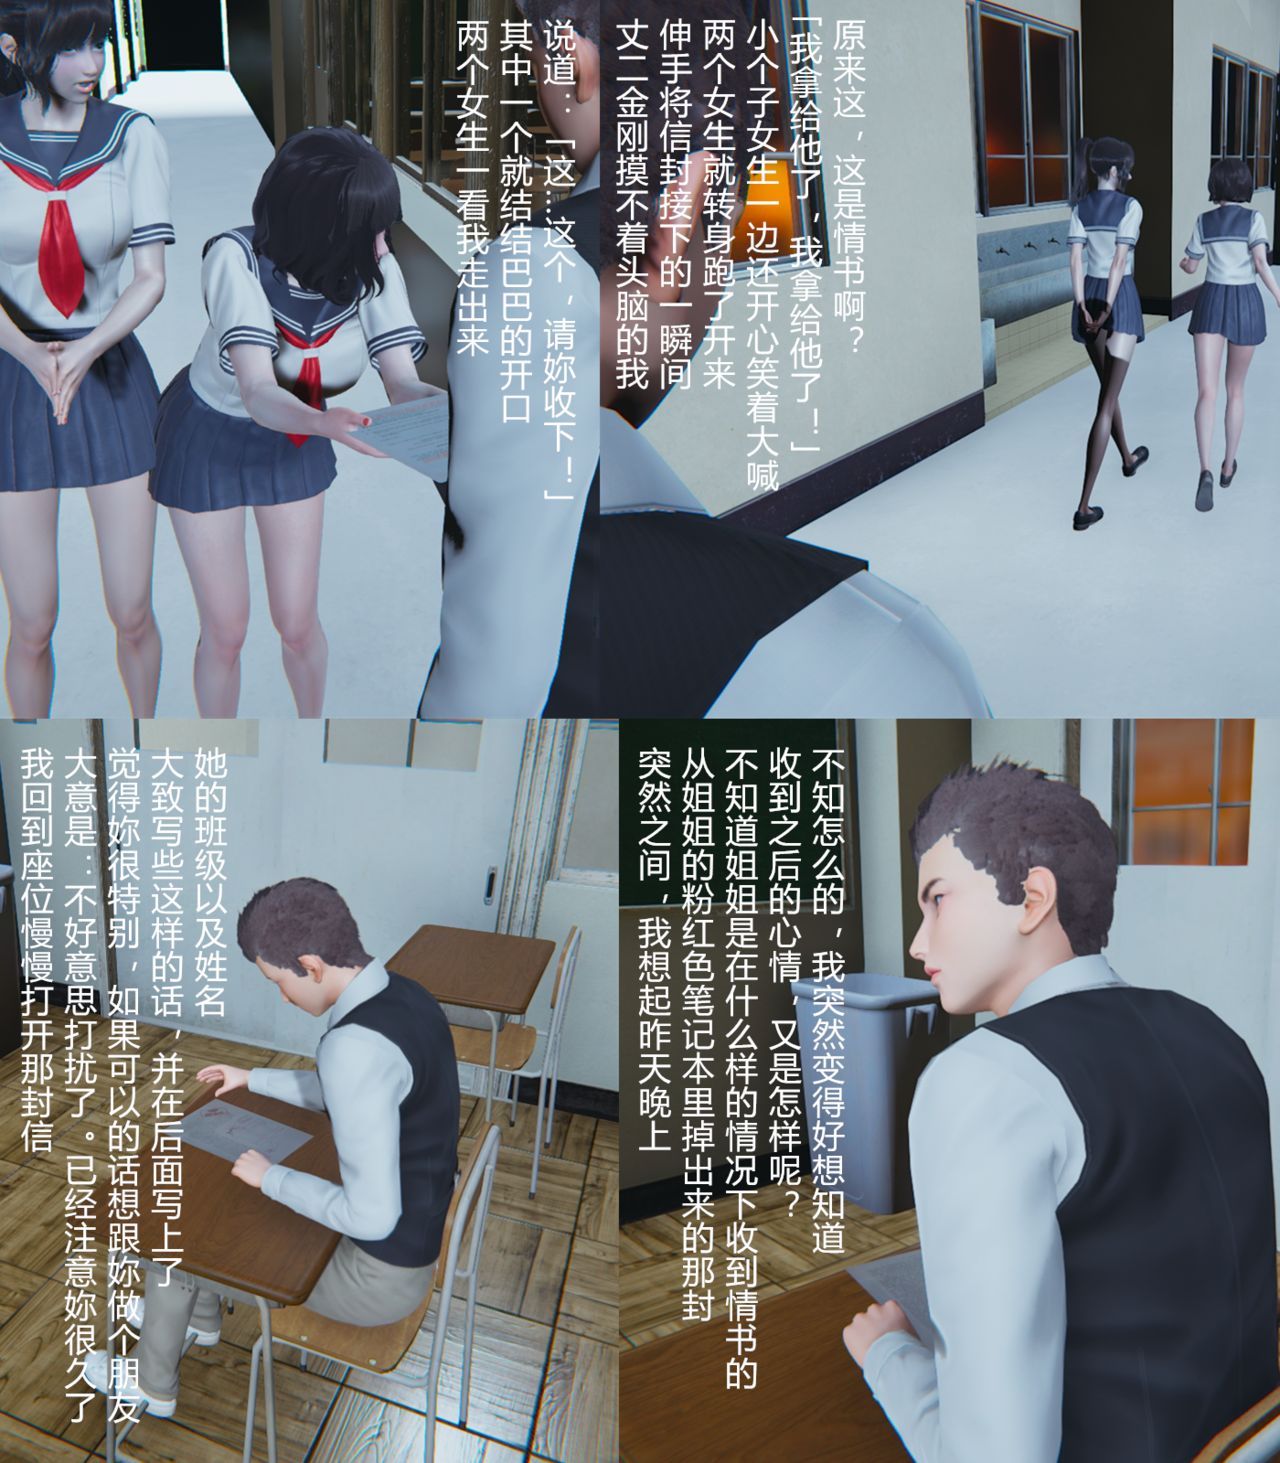 两个女生一看我走出来
其中一个就结结巴巴的开口
说道：「这…这个，请妳收下！」
丈二金刚摸不着头脑的我
伸手将信封接下的一瞬间
两个女生就转身跑了开来
小个子女生一边还开心笑着大喊
「我拿给他了，我拿给他了！」
原来这，这是情书啊？
我回到座位慢慢打开那封信
大意是：不好意思打扰了。已经注意妳很久了
觉得妳很特别，如果可以的话想跟妳做个朋友
大致写些这样的话，并在后面写上了
她的班级以及姓名
突然之间，我想起昨天晚上
从姐姐的粉红色笔记本里掉出来的那封
不知道姐姐是在什么样的情况下收到情书的
收到之后的心情，又是怎样呢？
不知怎么的，我突然变得好想知道